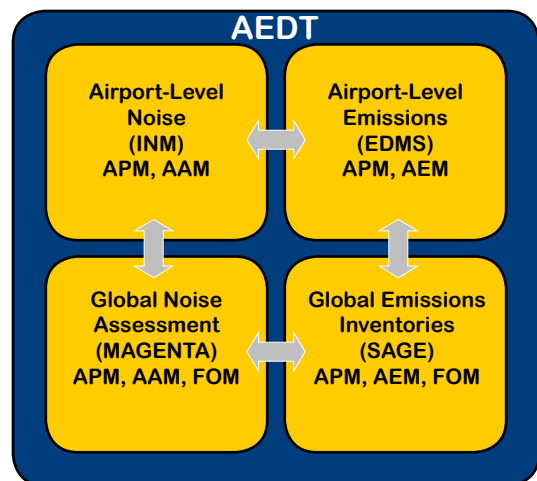 AEDT
Airport-Level
Noise
(INM)
APM, AAM
Airport-Level
Emissions
(EDMS)
APM, AEM
Global Noise
Assessment
(MAGENTA)
APM, AAM, FOM
Global Emissions
Inventories
(SAGE)
APM, AEM, FOM